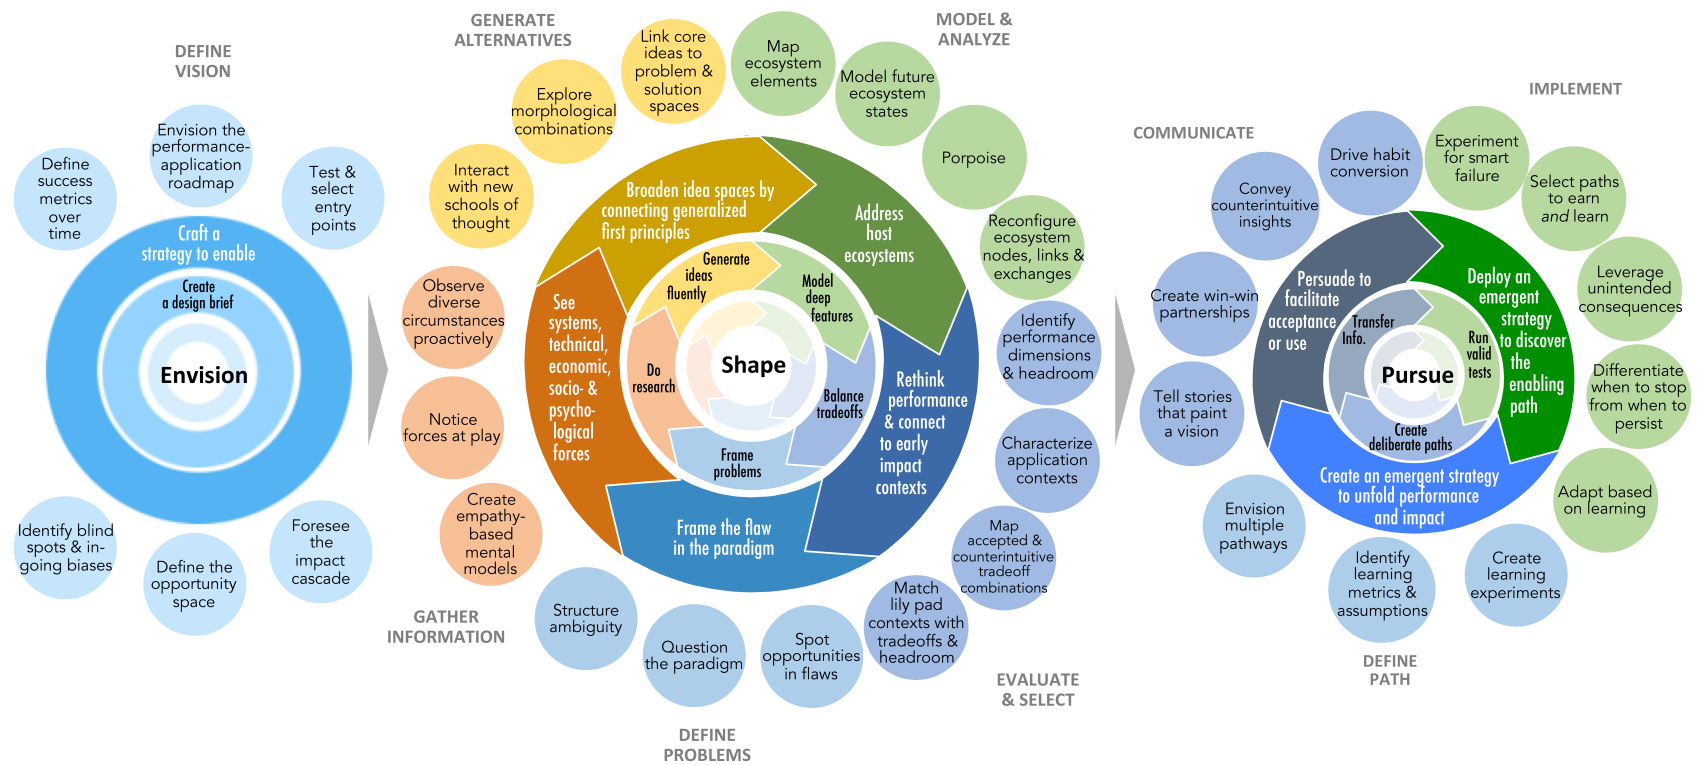 DEFINE
VISION
Envision the
performance-
application
roadmap
Define
success
metrics
over
time
Test &
select
entry
points
Craft a
strategy to enable
Create
a design brief
Envision
Identify blind
spots & in-
going biases
Define the
opportunity
space
Foresee
the
impact
cascade
GENERATE
ALTERNATIVES
Link core
ideas to
problem &
solution
spaces
Explore
morphological
combinations
Interact
with new
schools of
thought
MODEL &
ANALYZE
Map
ecosystem
elements
Model future
ecosystem
states
Porpoise
Reconfigure
ecosystem
nodes, links &
exchanges
Broaden idea spaces by
connecting generalized
first principles
Address
host
ecosystems
Generate
ideas
fluently
Model
deep
features
See
systems,
technical,
economic,
socio- &
psycho-
logical
forces
Do
research
Shape
Balance
tradeoffs
Rethink
performance
& connect
to early
impact
contexts
Frame
problems
Frame the flaw
in the paradigm
Observe
diverse
circumstances
proactively
Notice
forces at play
Create
empathy-
based
mental
models
GATHER
INFORMATION
Structure
ambiguity
Question
the paradigm
Spot
opportunities
in flaws
DEFINE
PROBLEMS
Identify
performance
dimensions
& headroom
Characterize
application
contexts
Map
accepted &
counterintuitive
tradeoff
combinations
Match
lily pad
contexts with
tradeoffs &
headroom
EVALUATE
& SELECT
COMMUNICATE
Drive habit
conversion
Convey
counterintuitive
insights
Create win-win
partnerships
Tell stories
that paint
a vision
IMPLEMENT
Experiment
for smart
failure
Select paths
to earn
and learn
Leverage
unintended
consequences
Differentiate
when to stop
from when to
persist
Adapt based
on learning
Persuade to
facilitate
acceptance
or use
Deploy an
emergent
strategy
to discover
the
enabling
path
Transfer
Info.
Run
valid
tests
Pursue
Create
deliberate paths
Create an emergent strategy
to unfold performance
and impact
Envision
multiple
pathways
Identify
learning
metrics &
assumptions
Create
learning
experiments
DEFINE
PATH